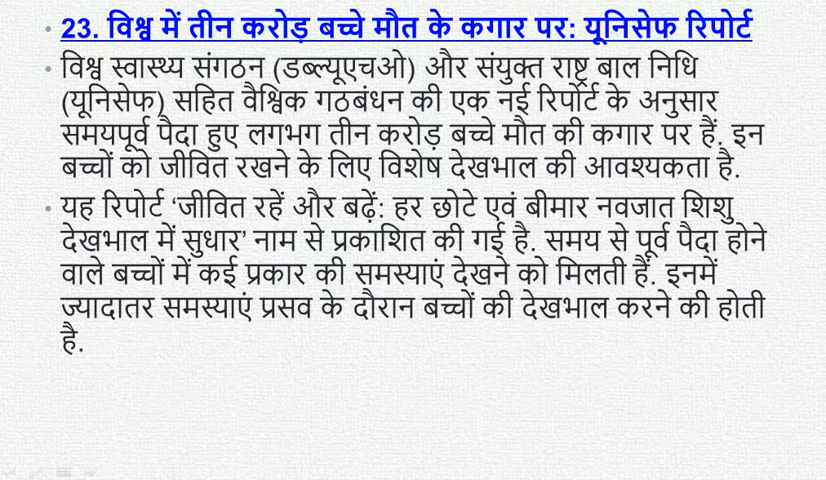 • 23. विश्व में तीन करोड़ बच्चे मौत के कगार पर: यूनिसेफ रिपोर्ट
• विश्व स्वास्थ्य संगठन (डब्ल्यूएचओ) और संयुक्त राष्ट्र बाल निधि
(यूनिसेफ) सहित वैश्विक गठबंधन की एक नई रिपोर्ट के अनुसार
समयपूर्व पैदा हुए लगभग तीन करोड़ बच्चे मौत की कगार पर हैं. इन
बच्चों को जीवित रखने के लिए विशेष देखभाल की आवश्यकता है.
• यह रिपोर्ट ‘जीवित रहें और बढ़ें: हर छोटे एवं बीमार नवजात शिशु
देखभाल में सुधार’ नाम से प्रकाशित की गई है. समय से पूर्व पैदा होने
वाले बच्चों में कई प्रकार की समस्याएं देखने को मिलती हैं. इनमें
ज्यादातर समस्याएं प्रसव के दौरान बच्चों की देखभाल करने की होती
है.